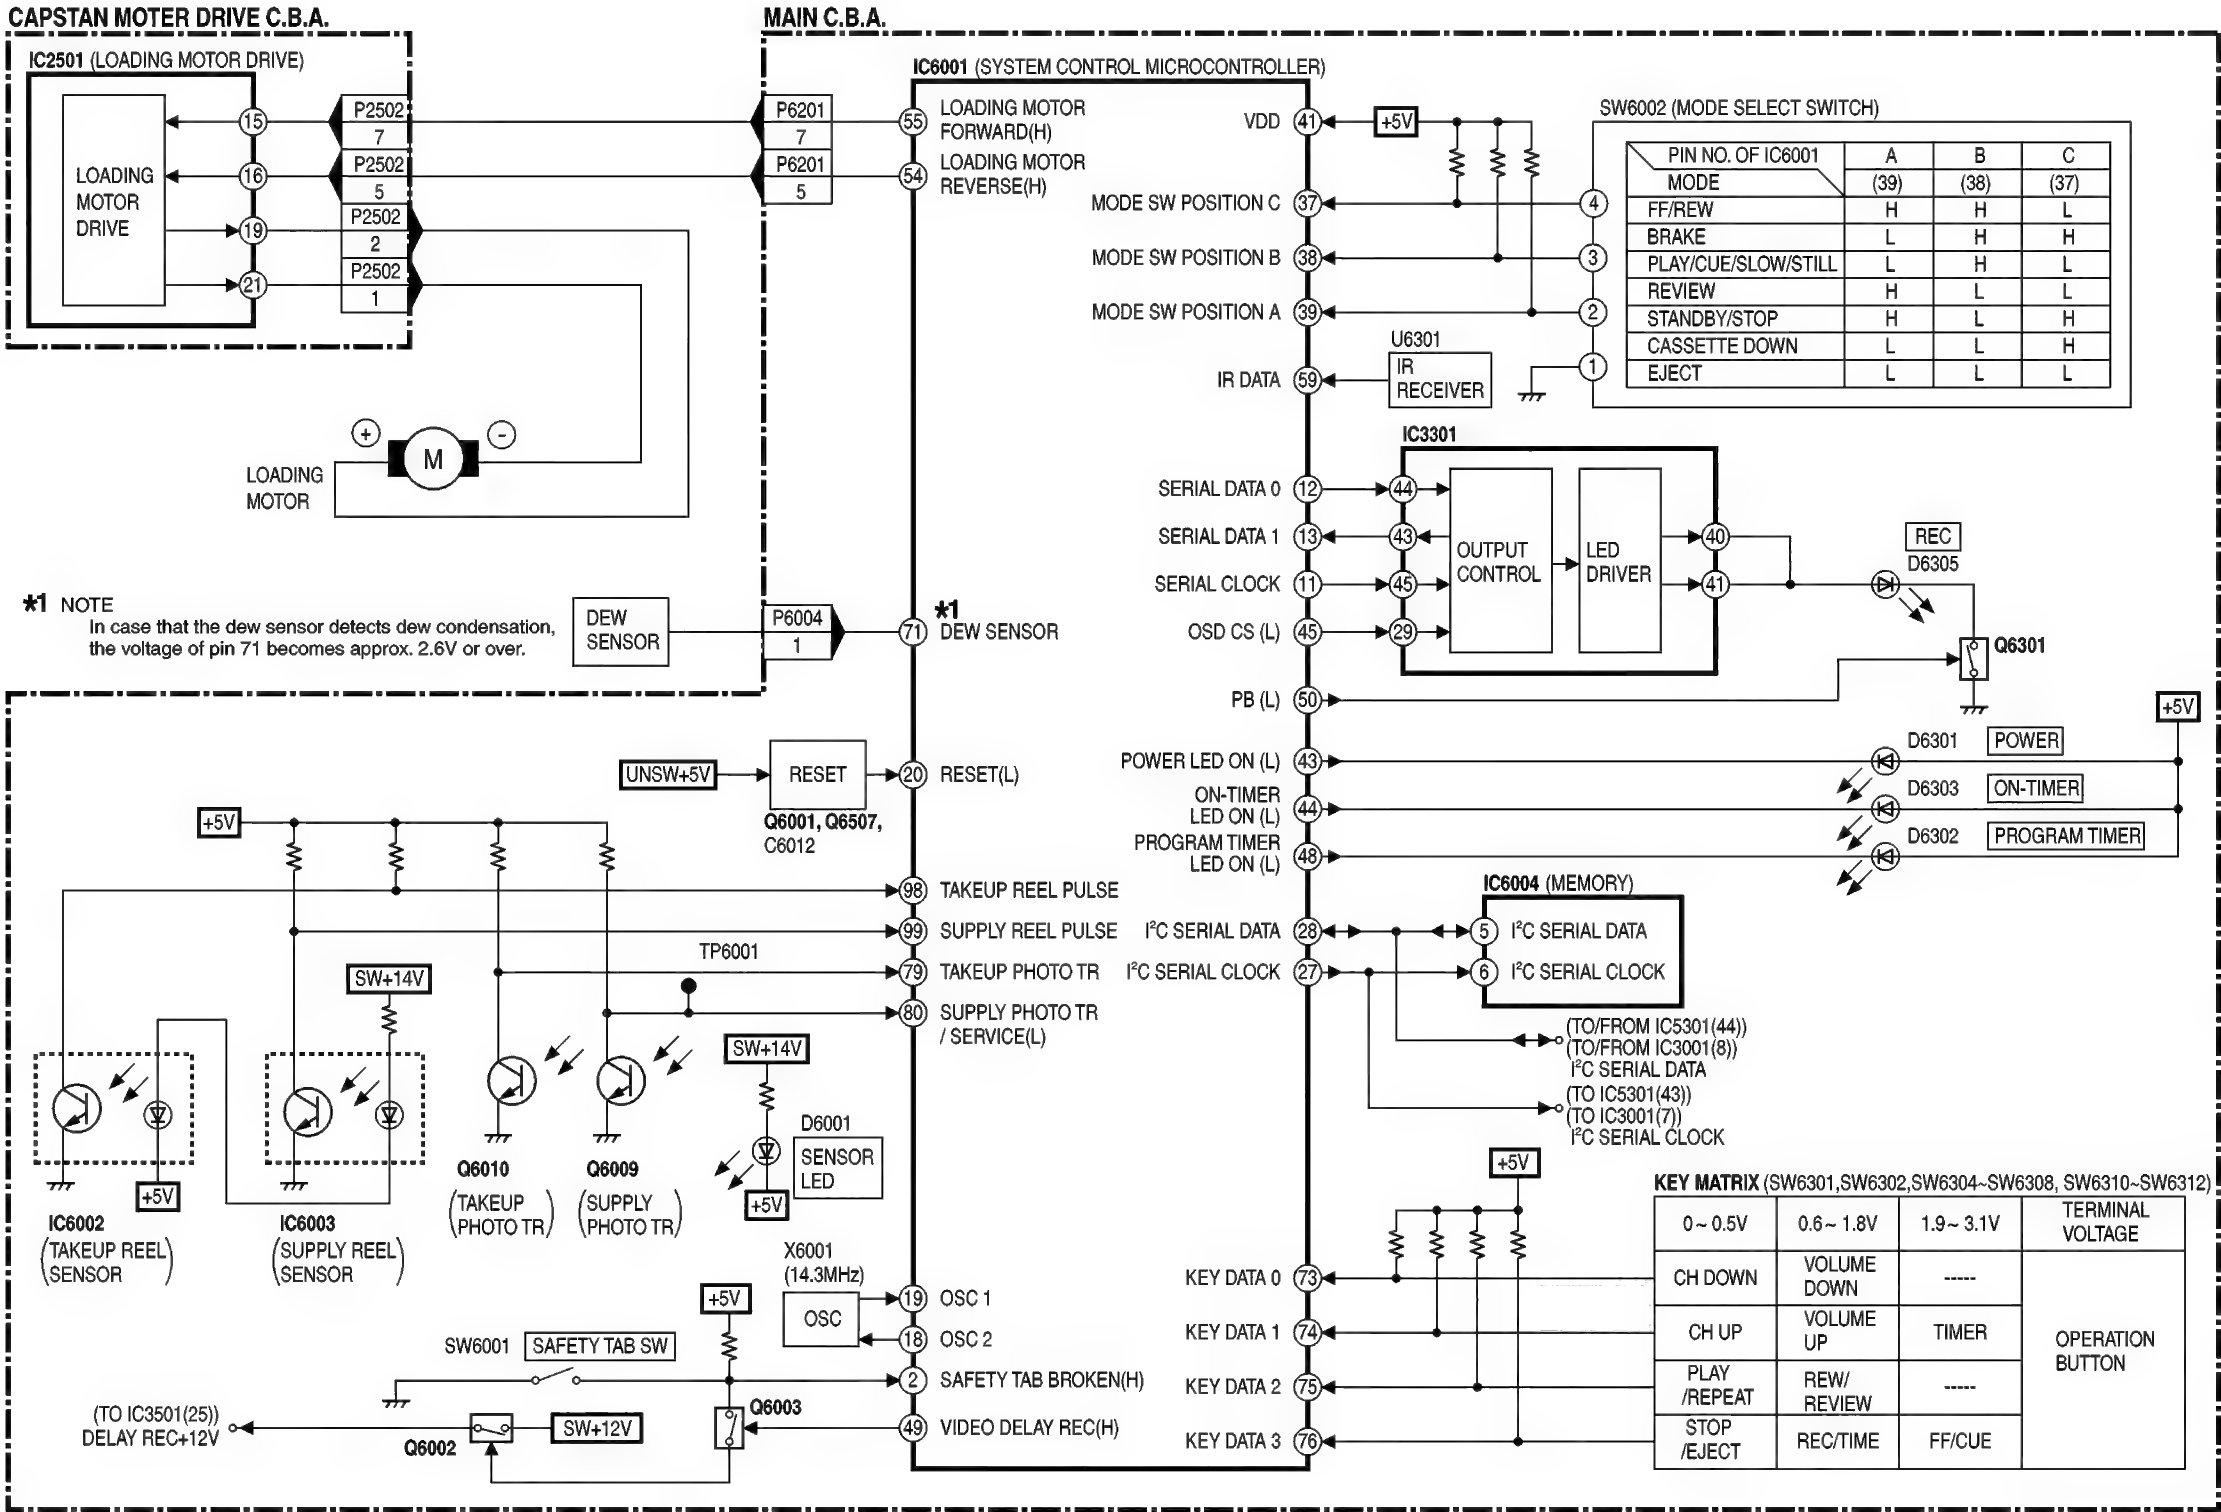 CAPSTAN MOTER DRIVE C.B.A.
MAIN C.B.A.
IC2501 (LOADING MOTOR DRIVE)
LOADING
MOTOR
DRIVE
15
16
19
21
P2502
7
P2502
5
P2502
2
P2502
1
P6201
7
P6201
5
LOADING
MOTOR
+
M
-
*1 NOTE
In case that the dew sensor detects dew condensation,
the voltage of pin 71 becomes approx. 2.6V or over.
DEW
SENSOR
P6004
1
IC6001 (SYSTEM CONTROL MICROCONTROLLER)
55 LOADING MOTOR
FORWARD(H)
54 LOADING MOTOR
REVERSE(H)
*1
71 DEW SENSOR
UNSW+5V
RESET
20 RESET(L)
Q6001, Q6507,
C6012
+5V
98 TAKEUP REEL PULSE
99 SUPPLY REEL PULSE
TP6001
79 TAKEUP PHOTO TR
80 SUPPLY PHOTO TR
/ SERVICE(L)
SW+14V
SW+14V
D6001
SENSOR
LED
+5V
+5V
IC6002
(TAKEUP REEL
SENSOR)
IC6003
(SUPPLY REEL
SENSOR)
Q6010
(TAKEUP
PHOTO TR)
Q6009
(SUPPLY
PHOTO TR)
X6001
(14.3MHz)
OSC
19 OSC 1
18 OSC 2
+5V
SW6001 SAFETY TAB SW
2 SAFETY TAB BROKEN(H)
Q6003
49 VIDEO DELAY REC(H)
(TO IC3501(25))
DELAY REC+12V
Q6002
SW+12V
VDD 41
+5V
MODE SW POSITION C 37
MODE SW POSITION B 38
MODE SW POSITION A 39
4
3
2
1
SW6002 (MODE SELECT SWITCH)
PIN NO. OF IC6001 A B C
MODE (39) (38) (37)
FF/REW H H L
BRAKE L H H
PLAY/CUE/SLOW/STILL L H L
REVIEW H L L
STANDBY/STOP H L H
CASSETTE DOWN L L H
EJECT L L L
U6301
IR DATA 59
IR
RECEIVER
IC3301
SERIAL DATA 0 12 44
SERIAL DATA 1 13 43
SERIAL CLOCK 11 45
OSD CS (L) 45 29
OUTPUT
CONTROL
LED
DRIVER
40
41
REC
D6305
Q6301
PB (L) 50
+5V
POWER LED ON (L) 43
D6301 POWER
ON-TIMER
LED ON (L) 44
D6303 ON-TIMER
PROGRAM TIMER
LED ON (L) 48
D6302 PROGRAM TIMER
IC6004 (MEMORY)
I²C SERIAL DATA 28
5 I²C SERIAL DATA
I²C SERIAL CLOCK 27
6 I²C SERIAL CLOCK
(TO/FROM IC5301(44))
(TO/FROM IC3001(8))
I²C SERIAL DATA
(TO IC5301(43))
(TO IC3001(7))
I²C SERIAL CLOCK
+5V
KEY DATA 0 73
KEY DATA 1 74
KEY DATA 2 75
KEY DATA 3 76
KEY MATRIX (SW6301,SW6302,SW6304~SW6308, SW6310~SW6312)
0~ 0.5V 0.6~ 1.8V 1.9~ 3.1V TERMINAL
VOLTAGE
CH DOWN VOLUME
DOWN -----
CH UP VOLUME
UP TIMER
PLAY
/REPEAT REW/
REVIEW -----
STOP
/EJECT REC/TIME FF/CUE
OPERATION
BUTTON